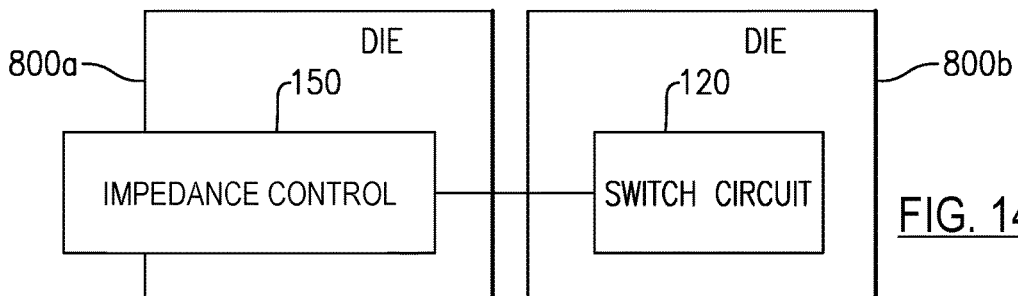 DIE DIE
800a 800b
150 120
IMPEDANCE CONTROL SWITCH CIRCUIT
FIG. 14